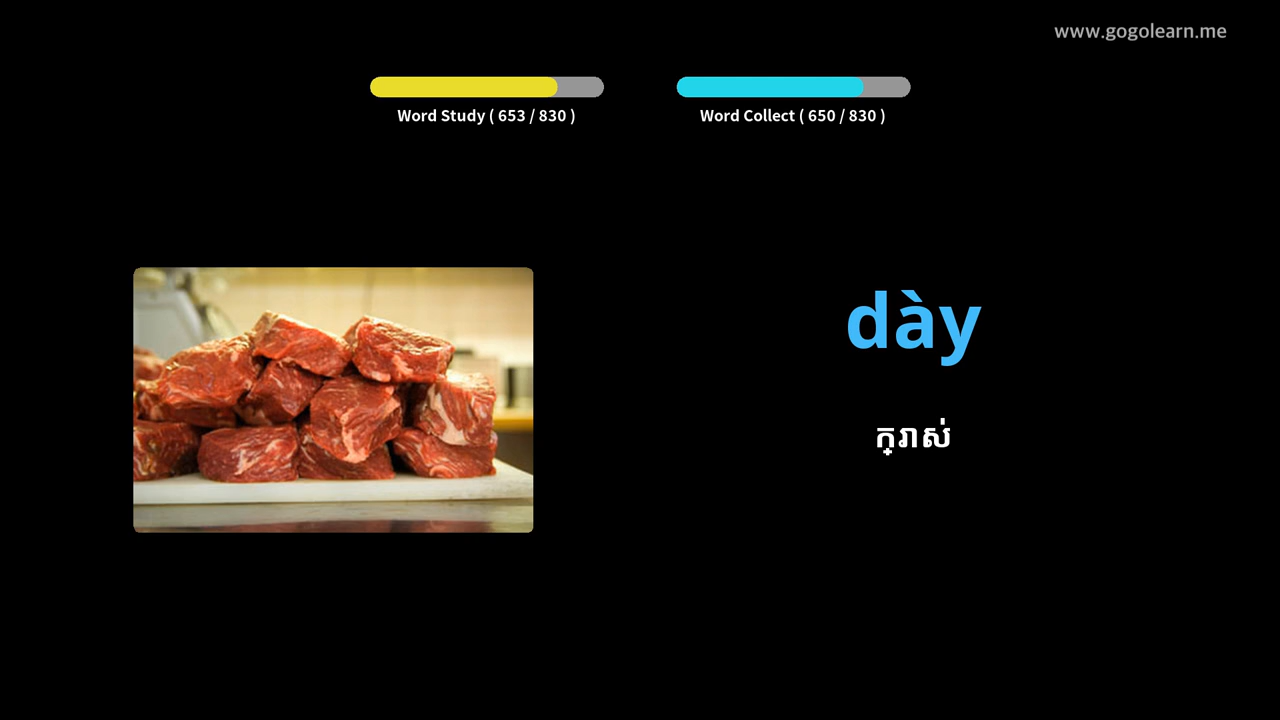 www.gogolearn.me
Word Study ( 653 / 830 )
Word Collect ( 650 / 830 )
dày
ក្រាស់